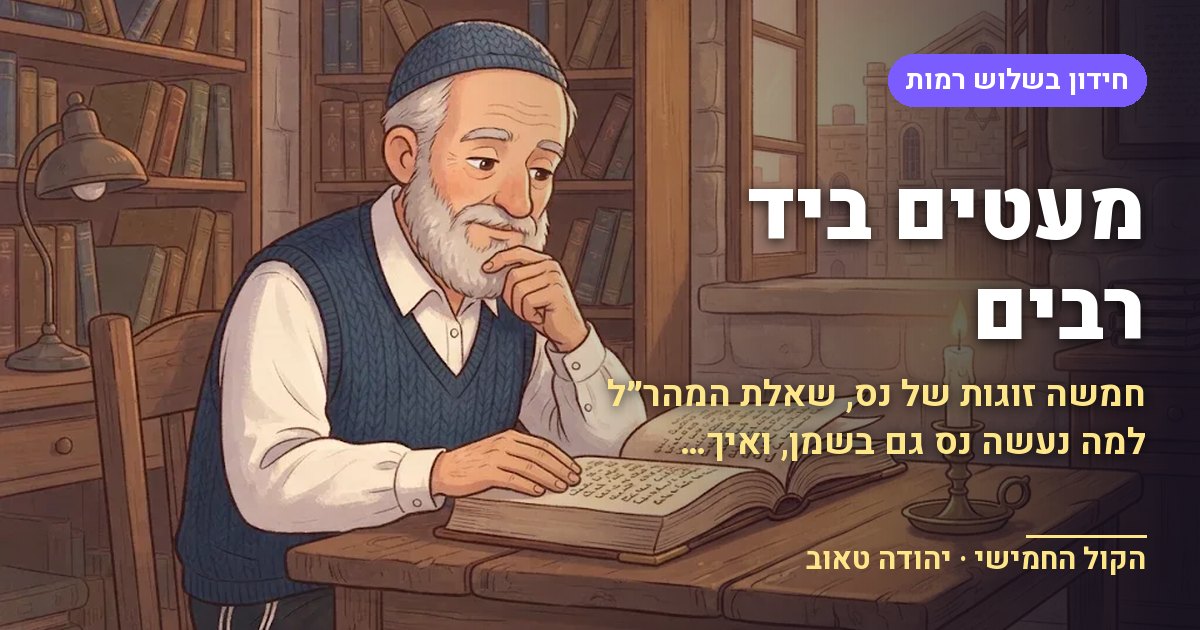 חידון בשלוש רמות
מעטים ביד
רבים
חמשה זוגות של נס, שאלת המהר״ל
למה נעשה נס גם בשמן, ואיך...
הקול החמישי · יהודה טאוב